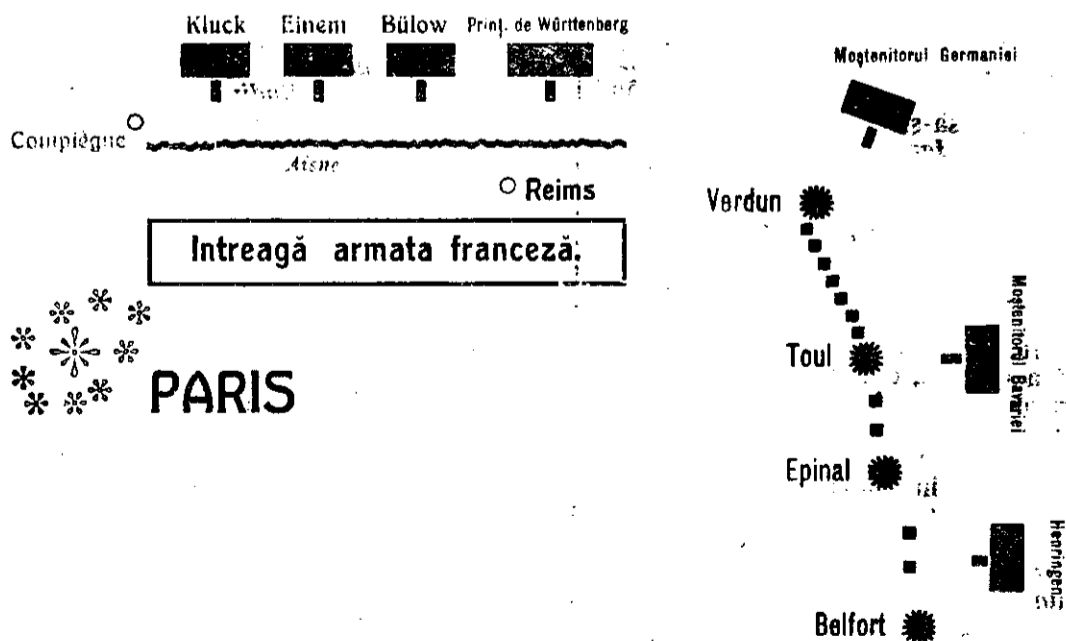 Kluck Einem Bülow Prinț. de Württenberg
Moștenitorul Germaniei
Compiègne
Aisne
Reims
Verdun
Intreagă armata franceză.
Moștenitorul Bavariei
Toul
PARIS
Epinal
Heeringen
Belfort